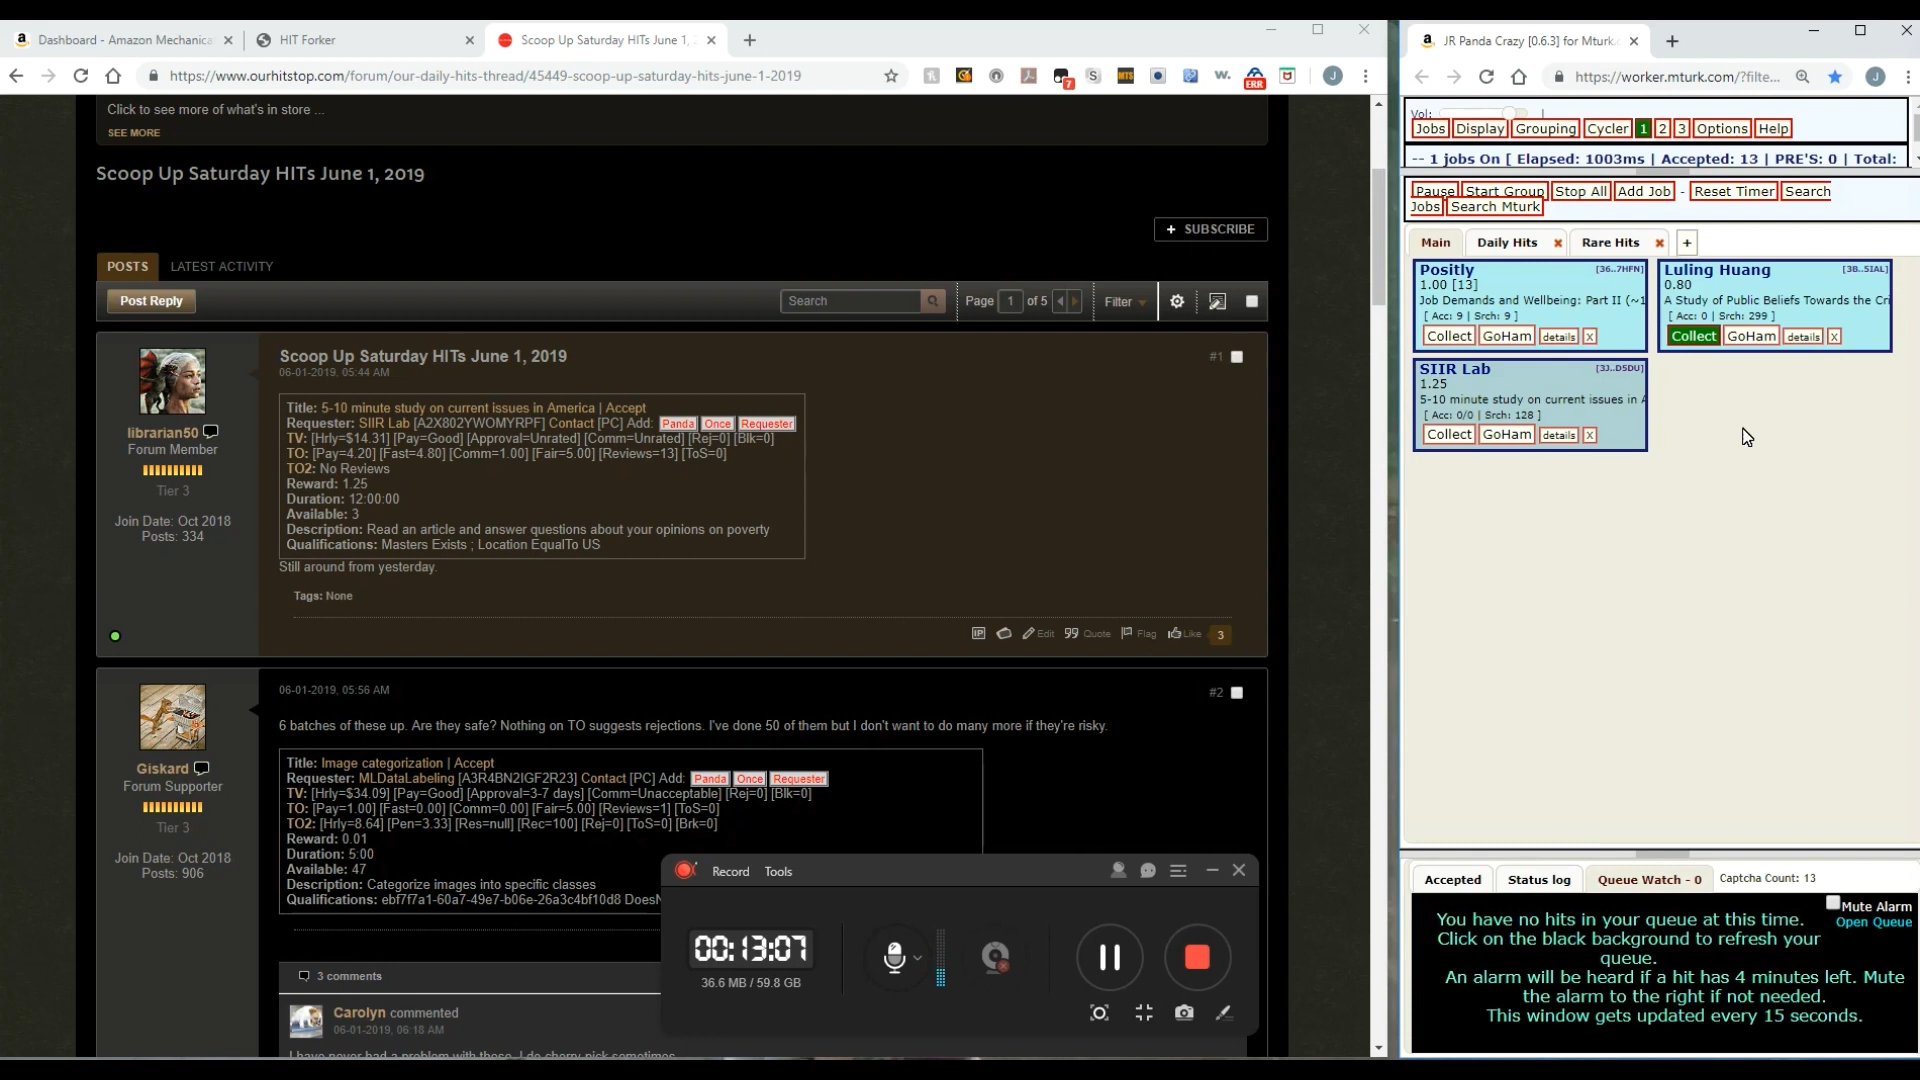 Dashboard - Amazon Mechanica
HIT Forker
Scoop Up Saturday HITs June 1,
JR Panda Crazy [0.6.3] for Mturk.
https://www.ourhitstop.com/forum/our-daily-hits-thread/45449-scoop-up-saturday-hits-june-1-2019
7
S
MTS
W.
ERR
J
https://worker.mturk.com/?filte...
J
Click to see more of what's in store ...
SEE MORE
Scoop Up Saturday HITs June 1, 2019
+ SUBSCRIBE
POSTS
LATEST ACTIVITY
Post Reply
Search
Page 1 of 5
Filter
Scoop Up Saturday HITs June 1, 2019
#1
06-01-2019, 05:44 AM
librarian50
Forum Member
Tier 3
Join Date: Oct 2018
Posts: 334
Title: 5-10 minute study on current issues in America | Accept
Requester: SIIR Lab [A2X802YWOMYRPF] Contact [PC] Add: Panda Once Requester
TV: [Hrly=$14.31] [Pay=Good] [Approval=Unrated] [Comm=Unrated] [Rej=0] [Blk=0]
TO: [Pay=4.20] [Fast=4.80] [Comm=1.00] [Fair=5.00] [Reviews=13] [ToS=0]
TO2: No Reviews
Reward: 1.25
Duration: 12:00:00
Available: 3
Description: Read an article and answer questions about your opinions on poverty
Qualifications: Masters Exists ; Location EqualTo US
Still around from yesterday.
Tags: None
IP
Edit
Quote
Flag
Like
3
06-01-2019, 05:56 AM
#2
Giskard
Forum Supporter
Tier 3
Join Date: Oct 2018
Posts: 906
6 batches of these up. Are they safe? Nothing on TO suggests rejections. I've done 50 of them but I don't want to do many more if they're risky.
Title: Image categorization | Accept
Requester: MLDataLabeling [A3R4BN2IGF2R23] Contact [PC] Add: Panda Once Requester
TV: [Hrly=$34.09] [Pay=Good] [Approval=3-7 days] [Comm=Unacceptable] [Rej=0] [Blk=0]
TO: [Pay=1.00] [Fast=0.00] [Comm=0.00] [Fair=5.00] [Reviews=1] [ToS=0]
TO2: [Hrly=8.64] [Pen=3.33] [Res=null] [Rec=100] [Rej=0] [ToS=0] [Brk=0]
Reward: 0.01
Duration: 5:00
Available: 47
Description: Categorize images into specific classes
Qualifications: ebf7f7a1-60a7-49e7-b06e-26a3c4bf10d8 DoesN
3 comments
Carolyn commented
06-01-2019, 06:18 AM
I have never had a problem with these. I do cherry pick sometimes
Record
Tools
00:13:07
36.6 MB / 59.8 GB
Vol:
Jobs Display Grouping Cycler 1 2 3 Options Help
-- 1 jobs On [ Elapsed: 1003ms | Accepted: 13 | PRE'S: 0 | Total:
Pause Start Group Stop All Add Job - Reset Timer Search
Jobs Search Mturk
Main
Daily Hits x
Rare Hits x
+
Positly
[36..7HFN]
1.00 [13]
Job Demands and Wellbeing: Part II (~1
[ Acc: 9 | Srch: 9 ]
Collect GoHam details x
Luling Huang
[3B..5IAL]
0.80
A Study of Public Beliefs Towards the Cri
[ Acc: 0 | Srch: 299 ]
Collect GoHam details x
SIIR Lab
[3J..D5DU]
1.25
5-10 minute study on current issues in A
[ Acc: 0/0 | Srch: 128 ]
Collect GoHam details x
Accepted
Status log
Queue Watch - 0
Captcha Count: 13
Mute Alarm
Open Queue
You have no hits in your queue at this time.
Click on the black background to refresh your
queue.
An alarm will be heard if a hit has 4 minutes left. Mute
the alarm to the right if not needed.
This window gets updated every 15 seconds.